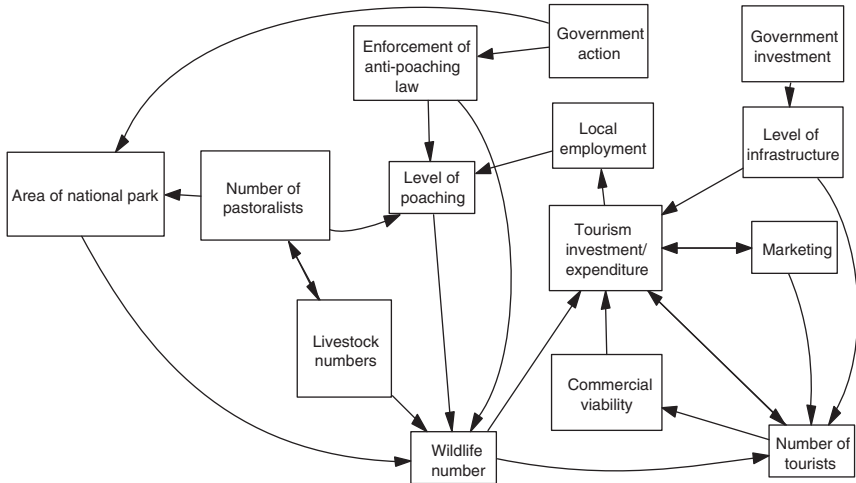 Government
action
Government
investment
Enforcement of
anti-poaching
law
Local
employment
Level of
infrastructure
Area of national park
Number of
pastoralists
Level of
poaching
Tourism
investment/
expenditure
Marketing
Livestock
numbers
Commercial
viability
Wildlife
number
Number of
tourists